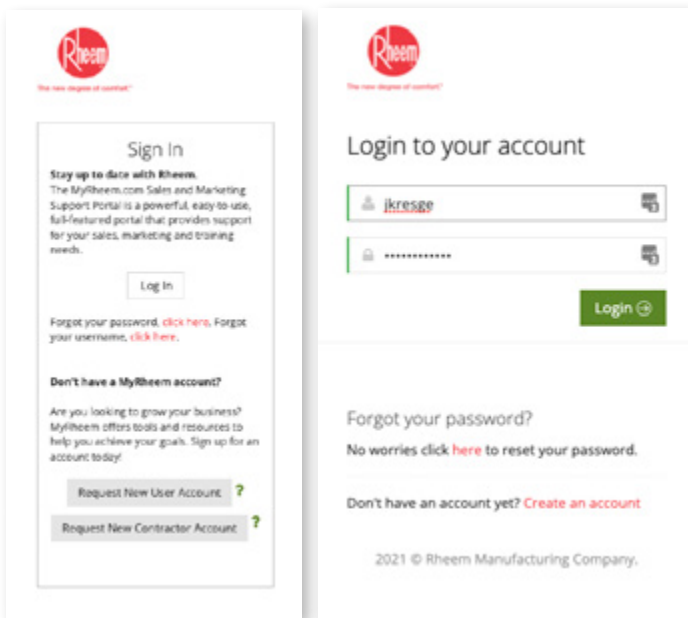 Rheem
The new degree of comfort.™
Sign In
Stay up to date with Rheem.
The MyRheem.com Sales and Marketing
Support Portal is a powerful, easy-to-use,
full-featured portal that provides support
for your sales, marketing and training
needs.
Log In
Forgot your password, click here. Forgot
your username, click here.
Don't have a MyRheem account?
Are you looking to grow your business?
MyRheem offers tools and resources to
help you achieve your goals. Sign up for an
account today!
Request New User Account ?
Request New Contractor Account ?
Rheem
The new degree of comfort.™
Login to your account
jkresge
••••••••••••
Login
Forgot your password?
No worries click here to reset your password.
Don't have an account yet? Create an account
2021 © Rheem Manufacturing Company.